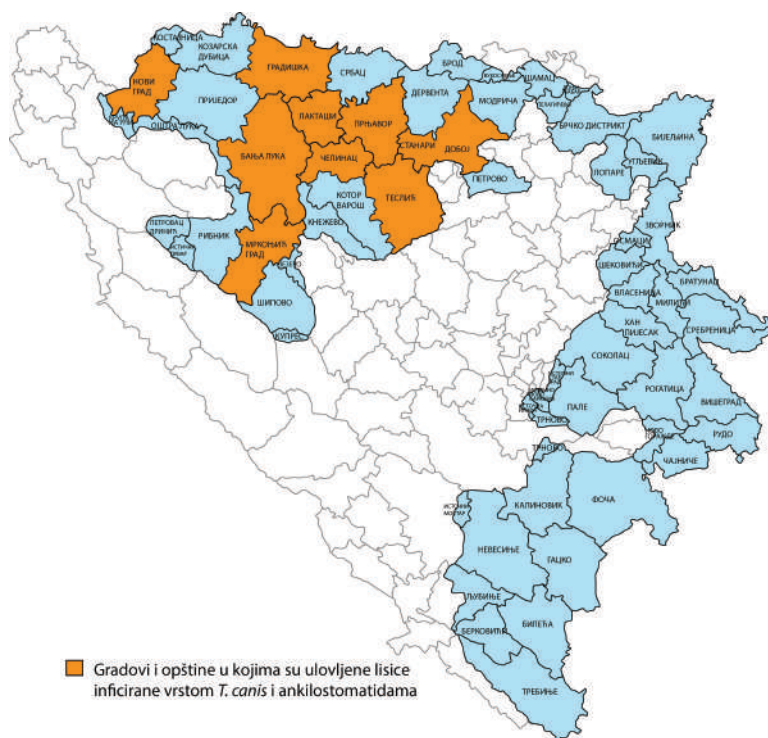 КОСТАЈНИЦА
КОЗАРСКА
ДУБИЦА
ГРАДИШКА
НОВИ
ГРАД
СРБАЦ
БРОД
ШАМАЦ
ПРИЈЕДОР
ДЕРВЕНТА
МОДРИЧА
ОШТРА ЛУКА
ЛАКТАШИ
ПРЊАВОР
БРЧКО ДИСТРИКТ
БИЈЕЉИНА
СТАНАРИ
ДОБОЈ
БАЊА ЛУКА
ЧЕЛИНАЦ
ПЕТРОВО
ЛОПАРЕ
УГЉЕВИК
КОТОР
ВАРОШ
ТЕСЛИЋ
КНЕЖЕВО
ЗВОРНИК
ПЕТРОВАЦ
ДРИНИЋ
РИБНИК
МРКОЊИЋ
ГРАД
ОСМАЦИ
ШЕКОВИЋИ
БРАТУНАЦ
ВЛАСЕНИЦА
МИЛИЋИ
ШИПОВО
ХАН
ПИЈЕСАК
СРЕБРЕНИЦА
КУПРЕС
СОКОЛАЦ
РОГАТИЦА
ПАЛЕ
ВИШЕГРАД
ТРНОВО
РУДО
ТРНОВО
ЧАЈНИЧЕ
КАЛИНОВИК
ФОЧА
НЕВЕСИЊЕ
ГАЦКО
ЉУБИЊЕ
БИЛЕЋА
БЕРКОВИЋИ
ТРЕБИЊЕ
Gradovi i opštine u kojima su ulovljene lisice
inficirane vrstom T. canis i ankilostomatidama